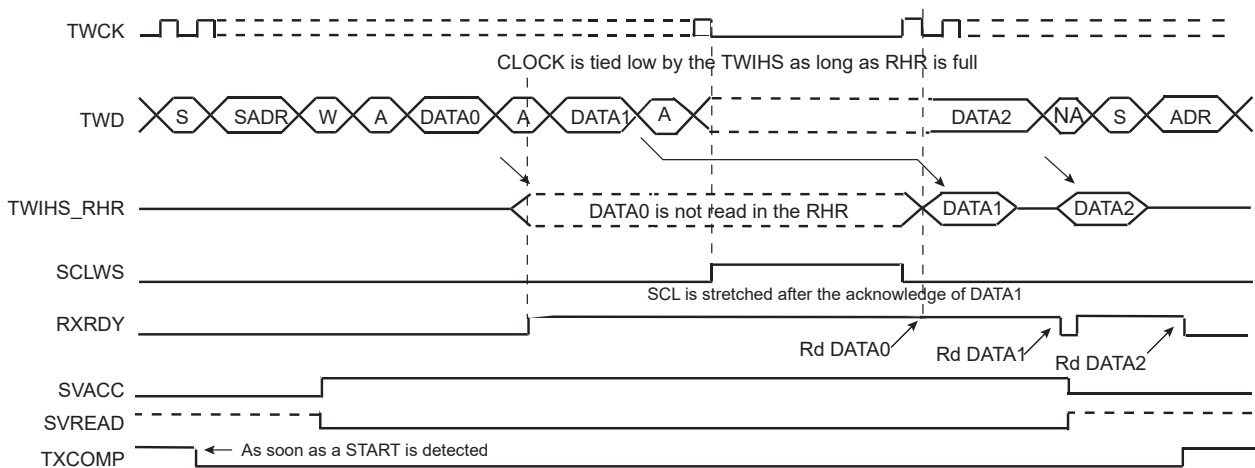 TWCK
CLOCK is tied low by the TWIHS as long as RHR is full
TWD S SADR W A DATA0 A DATA1 A DATA2 NA S ADR
TWIHS_RHR DATA0 is not read in the RHR DATA1 DATA2
SCLWS
SCL is stretched after the acknowledge of DATA1
RXRDY
Rd DATA0 Rd DATA1 Rd DATA2
SVACC
SVREAD
TXCOMP As soon as a START is detected